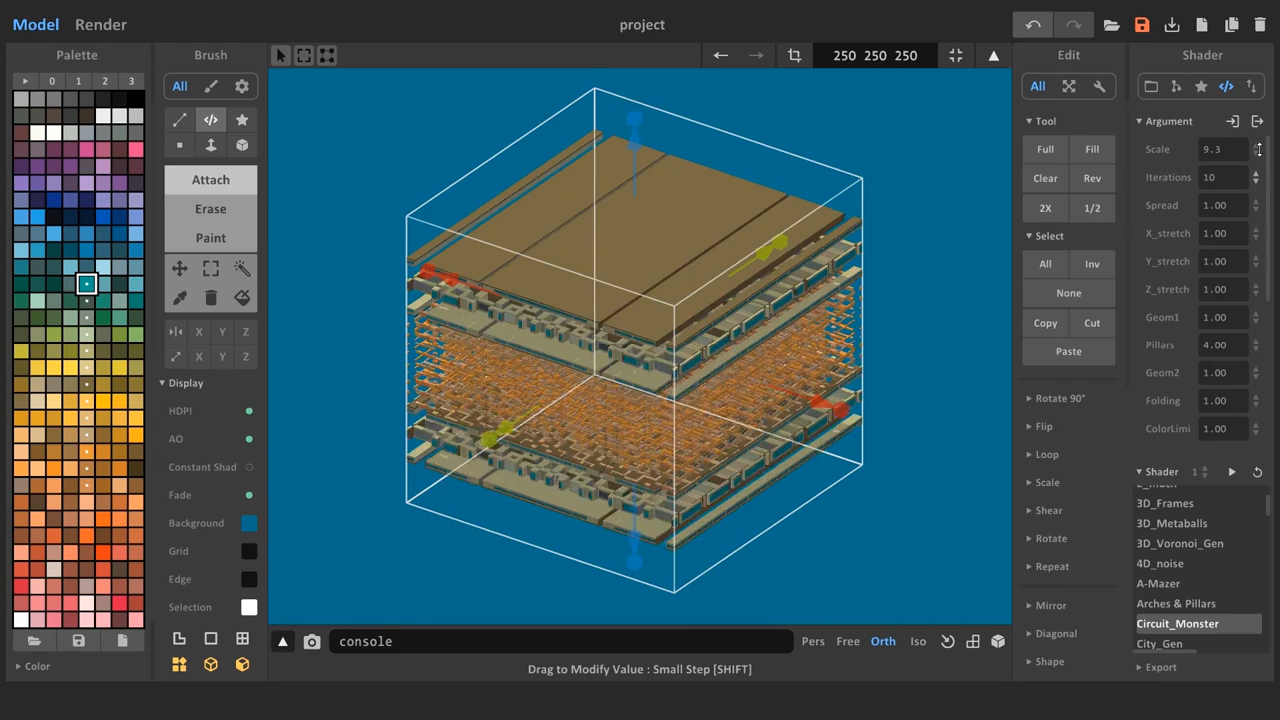 Model Render
project
Palette
0 1 2 3
Color
Brush
All
Attach
Erase
Paint
X Y Z
X Y Z
Display
HDPI
AO
Constant Shad
Fade
Background
Grid
Edge
Selection
250 250 250
console
Pers Free Orth Iso
Drag to Modify Value : Small Step [SHIFT]
Edit
All
Tool
Full Fill
Clear Rev
2X 1/2
Select
All Inv
None
Copy Cut
Paste
Rotate 90°
Flip
Loop
Scale
Shear
Rotate
Repeat
Mirror
Diagonal
Shape
Shader
Argument
Scale 9.3
Iterations 10
Spread 1.00
X_stretch 1.00
Y_stretch 1.00
Z_stretch 1.00
Geom1 1.00
Pillars 4.00
Geom2 1.00
Folding 1.00
ColorLimi 1.00
Shader 1
3D_Frames
3D_Metaballs
3D_Voronoi_Gen
4D_noise
A-Mazer
Arches & Pillars
Circuit_Monster
City_Gen
Export